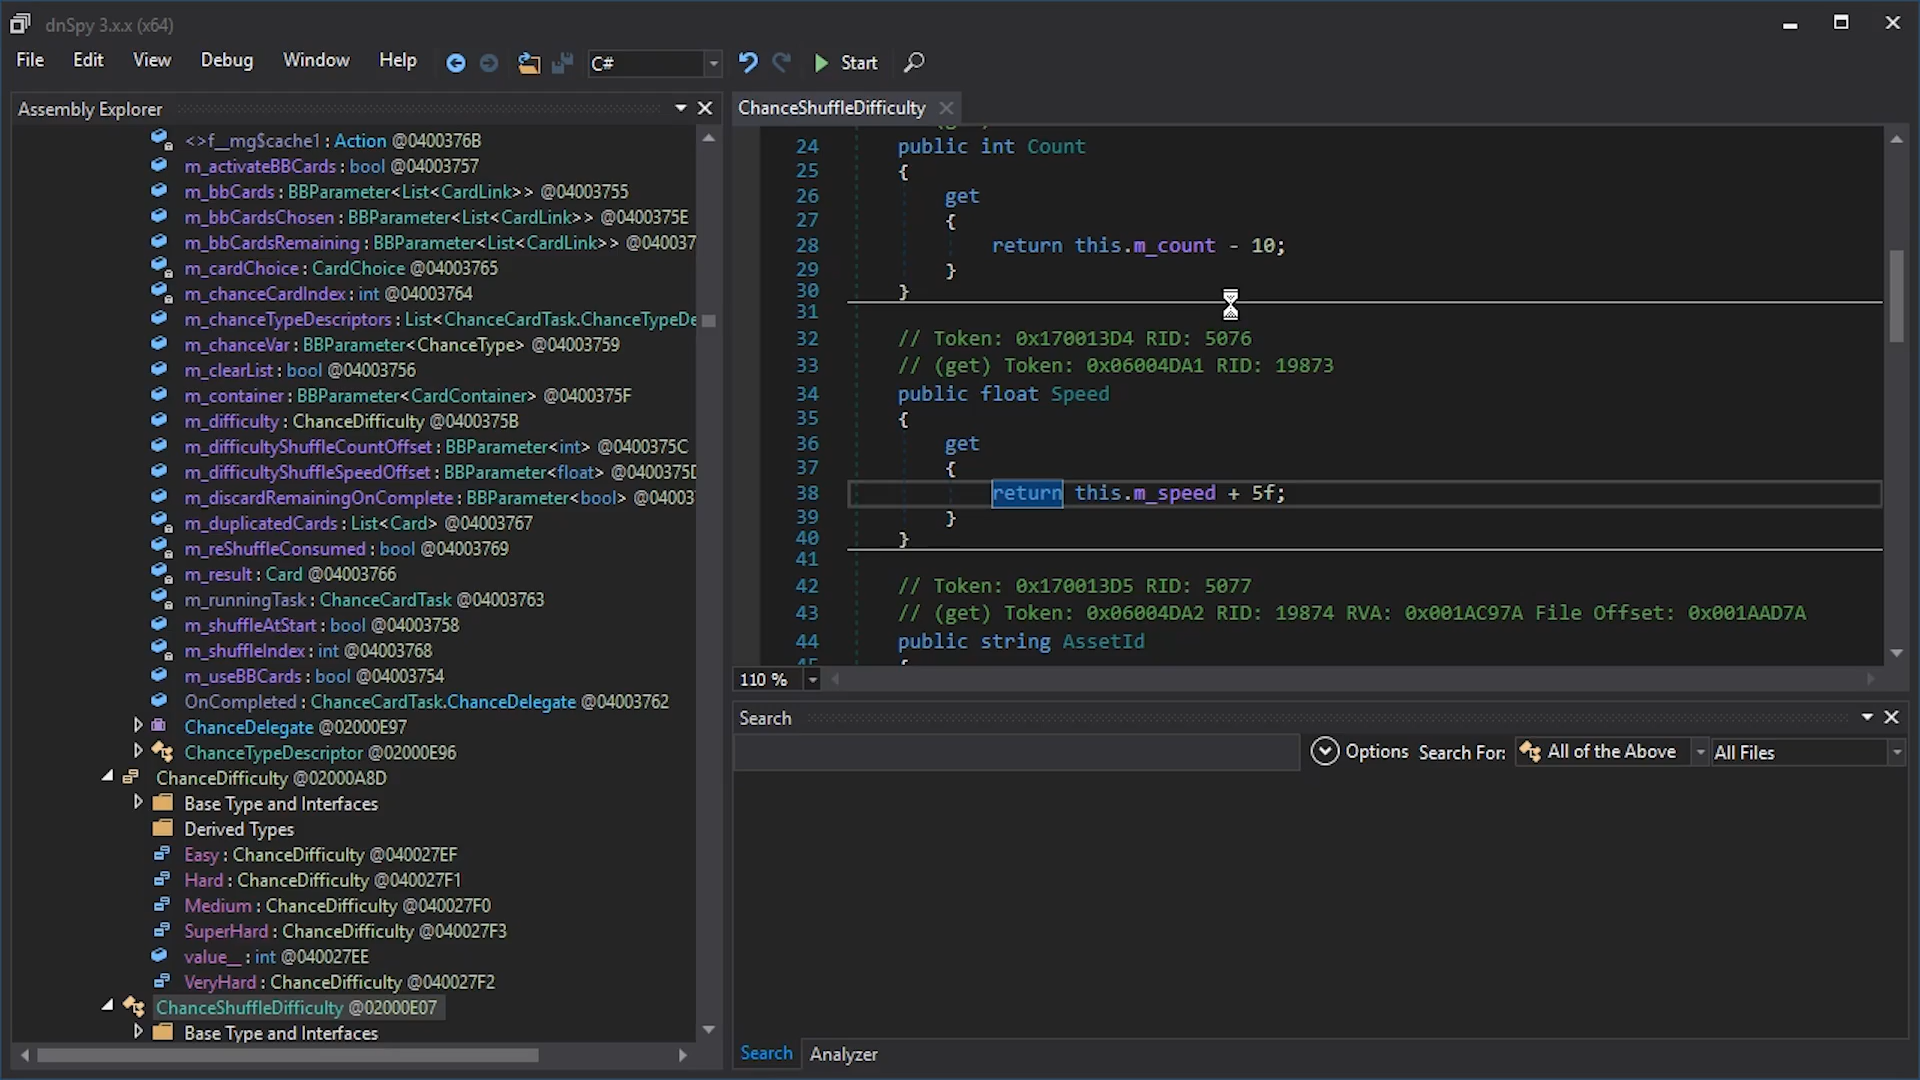 dnSpy 3.x.x (x64)
File Edit View Debug Window Help C# Start
Assembly Explorer
<>f__mg$cache1 : Action @0400376B
m_activateBBCards : bool @04003757
m_bbCards : BBParameter<List<CardLink>> @04003755
m_bbCardsChosen : BBParameter<List<CardLink>> @0400375E
m_bbCardsRemaining : BBParameter<List<CardLink>> @040037
m_cardChoice : CardChoice @04003765
m_chanceCardIndex : int @04003764
m_chanceTypeDescriptors : List<ChanceCardTask.ChanceTypeDe
m_chanceVar : BBParameter<ChanceType> @04003759
m_clearList : bool @04003756
m_container : BBParameter<CardContainer> @0400375F
m_difficulty : ChanceDifficulty @0400375B
m_difficultyShuffleCountOffset : BBParameter<int> @0400375C
m_difficultyShuffleSpeedOffset : BBParameter<float> @0400375D
m_discardRemainingOnComplete : BBParameter<bool> @04003
m_duplicatedCards : List<Card> @04003767
m_reShuffleConsumed : bool @04003769
m_result : Card @04003766
m_runningTask : ChanceCardTask @04003763
m_shuffleAtStart : bool @04003758
m_shuffleIndex : int @04003768
m_useBBCards : bool @04003754
OnCompleted : ChanceCardTask.ChanceDelegate @04003762
ChanceDelegate @02000E97
ChanceTypeDescriptor @02000E96
ChanceDifficulty @02000A8D
Base Type and Interfaces
Derived Types
Easy : ChanceDifficulty @040027EF
Hard : ChanceDifficulty @040027F1
Medium : ChanceDifficulty @040027F0
SuperHard : ChanceDifficulty @040027F3
value__ : int @040027EE
VeryHard : ChanceDifficulty @040027F2
ChanceShuffleDifficulty @02000E07
Base Type and Interfaces
ChanceShuffleDifficulty
24 public int Count
25 {
26 get
27 {
28 return this.m_count - 10;
29 }
30 }
31
32 // Token: 0x170013D4 RID: 5076
33 // (get) Token: 0x06004DA1 RID: 19873
34 public float Speed
35 {
36 get
37 {
38 return this.m_speed + 5f;
39 }
40 }
41
42 // Token: 0x170013D5 RID: 5077
43 // (get) Token: 0x06004DA2 RID: 19874 RVA: 0x001AC97A File Offset: 0x001AAD7A
44 public string AssetId
45 {
110 %
Search
Options Search For: All of the Above All Files
Search Analyzer